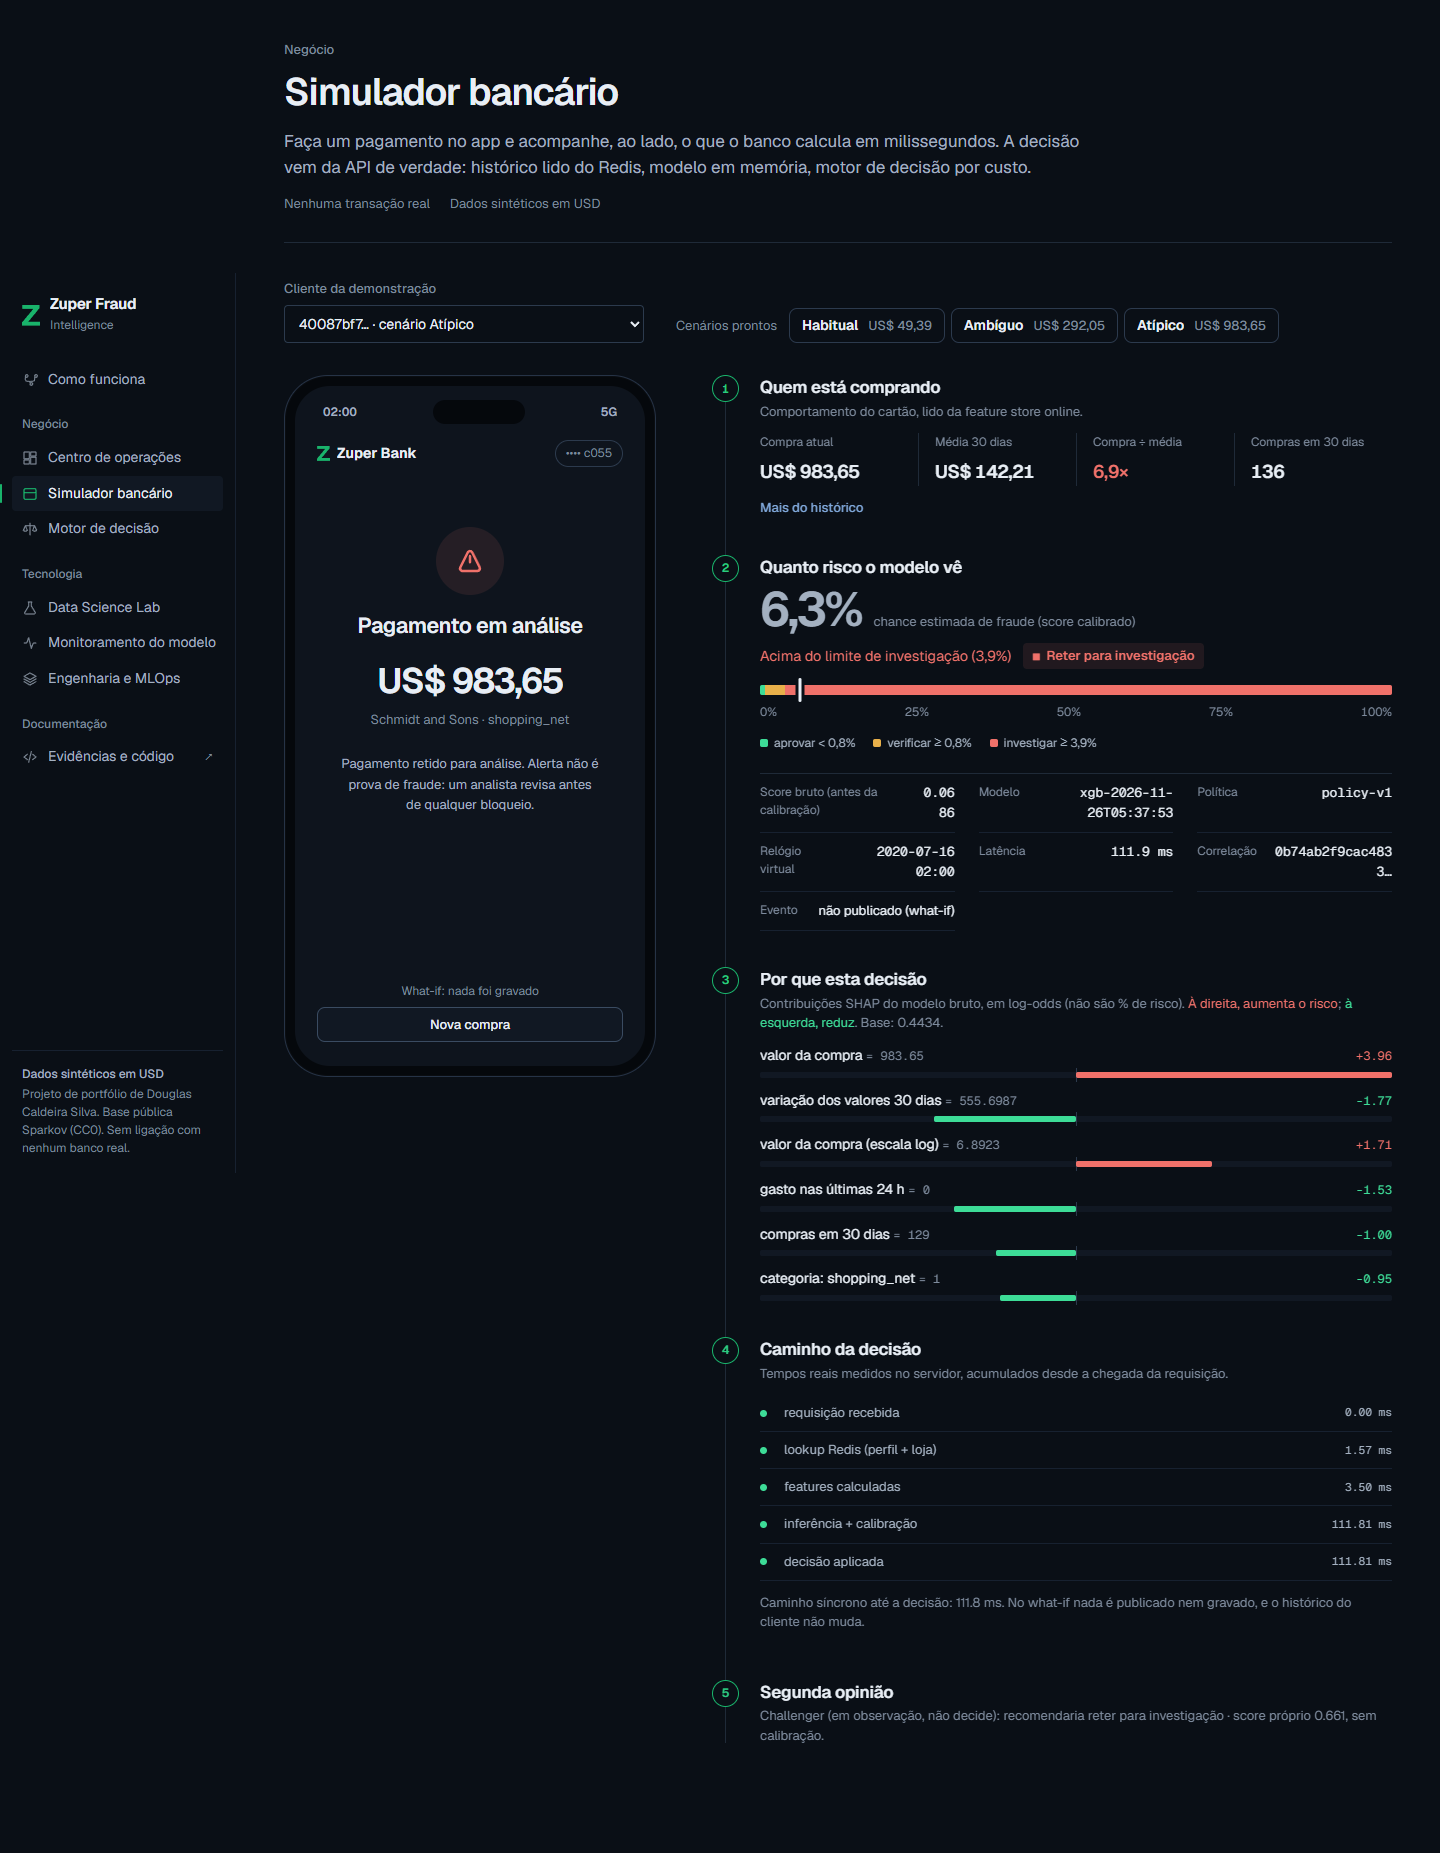 Negócio
Simulador bancário
Faça um pagamento no app e acompanhe, ao lado, o que o banco calcula em milissegundos. A decisão
vem da API de verdade: histórico lido do Redis, modelo em memória, motor de decisão por custo.
Nenhuma transação real Dados sintéticos em USD
Zuper Fraud
Intelligence
Como funciona
Negócio
Centro de operações
Simulador bancário
Motor de decisão
Tecnologia
Data Science Lab
Monitoramento do modelo
Engenharia e MLOps
Documentação
Evidências e código ↗
Dados sintéticos em USD
Projeto de portfólio de Douglas
Caldeira Silva. Base pública
Sparkov (CC0). Sem ligação com
nenhum banco real.
Cliente da demonstração
40087bf7… · cenário Atípico
Cenários prontos
Habitual US$ 49,39
Ambíguo US$ 292,05
Atípico US$ 983,65
02:00 5G
Zuper Bank •••• c055
Pagamento em análise
US$ 983,65
Schmidt and Sons · shopping_net
Pagamento retido para análise. Alerta não é
prova de fraude: um analista revisa antes
de qualquer bloqueio.
What-if: nada foi gravado
Nova compra
1 Quem está comprando
Comportamento do cartão, lido da feature store online.
Compra atual Média 30 dias Compra ÷ média Compras em 30 dias
US$ 983,65 US$ 142,21 6,9× 136
Mais do histórico
2 Quanto risco o modelo vê
6,3% chance estimada de fraude (score calibrado)
Acima do limite de investigação (3,9%) Reter para investigação
0% 25% 50% 75% 100%
aprovar < 0,8% verificar ≥ 0,8% investigar ≥ 3,9%
Score bruto (antes da 0.06 Modelo xgb-2026-11- Política policy-v1
calibração) 86 26T05:37:53
Relógio 2020-07-16 Latência 111.9 ms Correlação 0b74ab2f9cac483
virtual 02:00 3…
Evento não publicado (what-if)
3 Por que esta decisão
Contribuições SHAP do modelo bruto, em log-odds (não são % de risco). À direita, aumenta o risco; à
esquerda, reduz. Base: 0.4434.
valor da compra = 983.65 +3.96
variação dos valores 30 dias = 555.6987 -1.77
valor da compra (escala log) = 6.8923 +1.71
gasto nas últimas 24 h = 0 -1.53
compras em 30 dias = 129 -1.00
categoria: shopping_net = 1 -0.95
4 Caminho da decisão
Tempos reais medidos no servidor, acumulados desde a chegada da requisição.
requisição recebida 0.00 ms
lookup Redis (perfil + loja) 1.57 ms
features calculadas 3.50 ms
inferência + calibração 111.81 ms
decisão aplicada 111.81 ms
Caminho síncrono até a decisão: 111.8 ms. No what-if nada é publicado nem gravado, e o histórico do
cliente não muda.
5 Segunda opinião
Challenger (em observação, não decide): recomendaria reter para investigação · score próprio 0.661, sem
calibração.